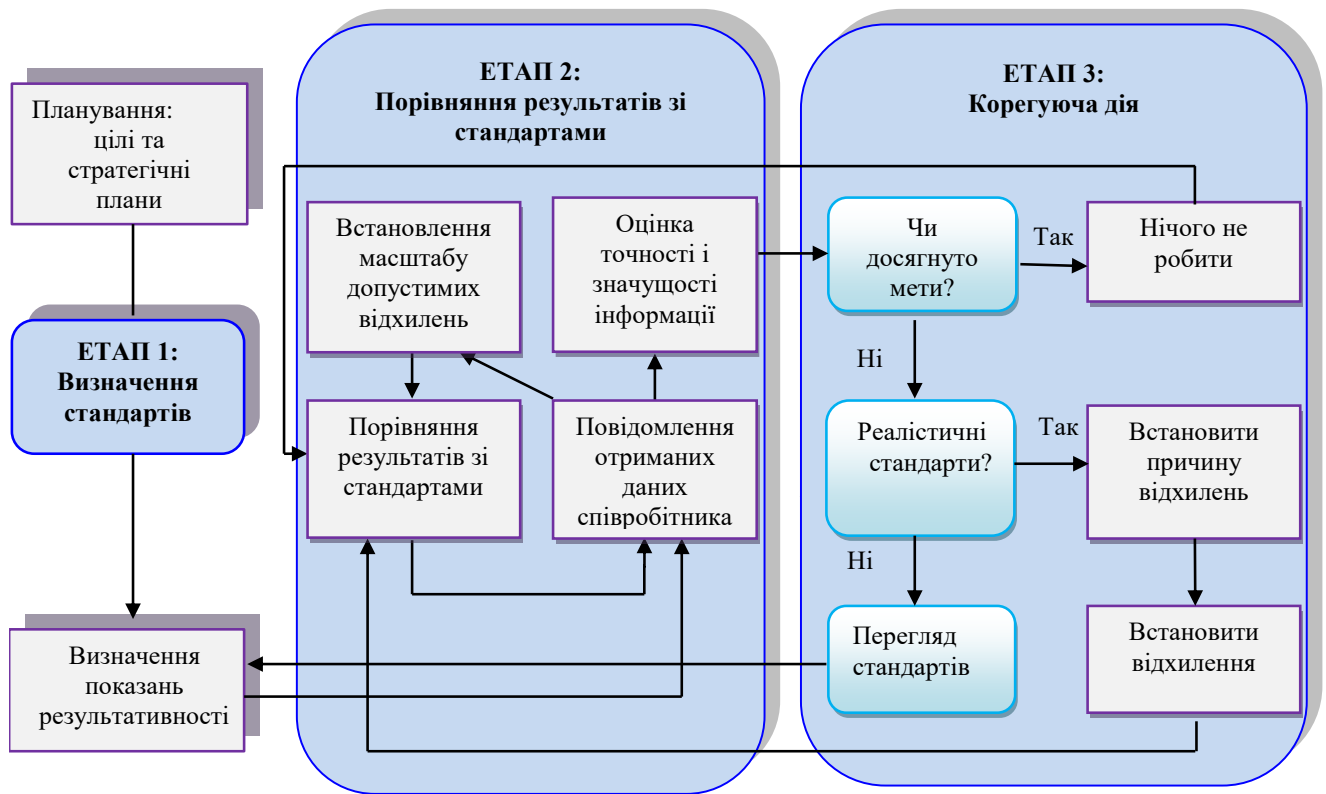 Планування:
цілі та
стратегічні
плани
ЕТАП 1:
Визначення
стандартів
Визначення
показань
результативності
ЕТАП 2:
Порівняння результатів зі
стандартами
Встановлення
масштабу
допустимих
відхилень
Оцінка
точності і
значущості
інформації
Порівняння
результатів зі
стандартами
Повідомлення
отриманих
даних
співробітника
ЕТАП 3:
Корегуюча дія
Чи
досягнуто
мети?
Так
Нічого не
робити
Ні
Реалістичні
стандарти?
Так
Встановити
причину
відхилень
Ні
Перегляд
стандартів
Встановити
відхилення